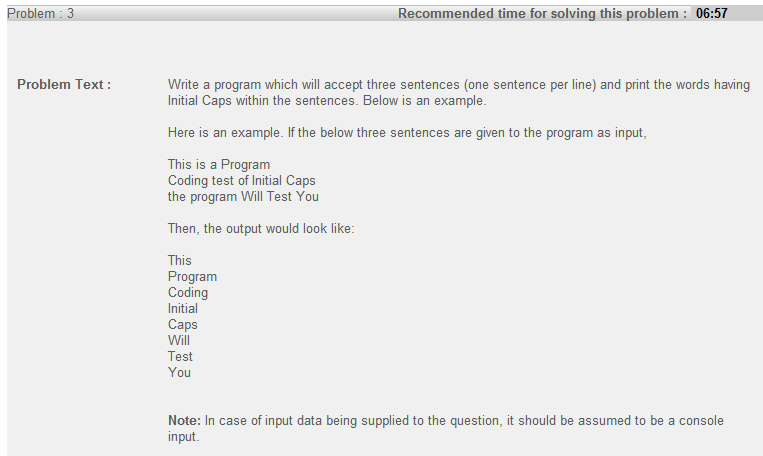 Problem : 3
Recommended time for solving this problem : 06:57
Problem Text :
Write a program which will accept three sentences (one sentence per line) and print the words having
Initial Caps within the sentences. Below is an example.
Here is an example. If the below three sentences are given to the program as input,
This is a Program
Coding test of Initial Caps
the program Will Test You
Then, the output would look like:
This
Program
Coding
Initial
Caps
Will
Test
You
Note: In case of input data being supplied to the question, it should be assumed to be a console
input.